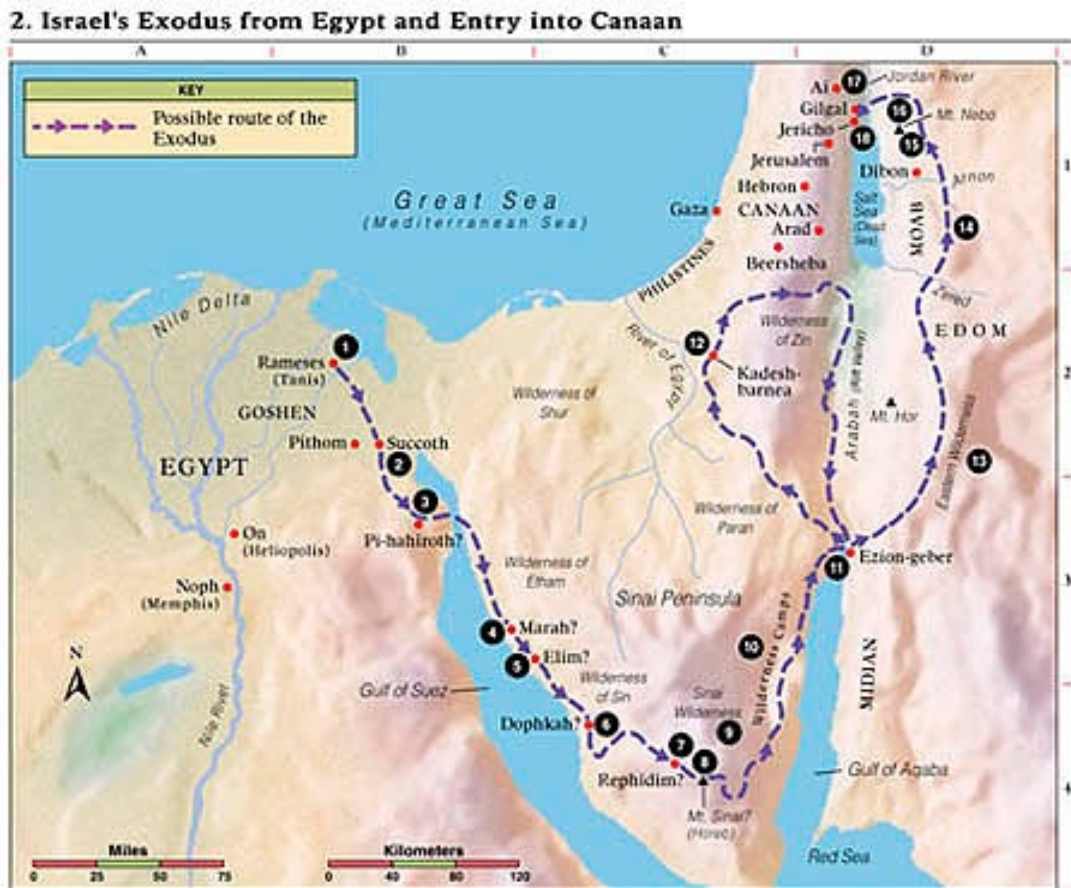 2. Israel's Exodus from Egypt and Entry into Canaan
A B C D
KEY
Possible route of the
Exodus
Ai
17
Jordan River
Gilgal
16
Mt. Nebo
Jericho
18
15
Jerusalem
Dibon
Arnon
1
Hebron
Great Sea
(Mediterranean Sea)
Gaza
CANAAN
Salt
Sea
(Dead
Sea)
MOAB
Arad
14
Beersheba
PHILISTINES
Zered
Nile Delta
Wilderness
of Zin
EDOM
River of Egypt
12
1
Rameses
(Tanis)
Kadesh-
barnea
2
Arabah (Rift Valley)
Wilderness of
Shur
Mt. Hor
GOSHEN
Pithom
Succoth
EGYPT
2
13
Eastern Wilderness
3
Wilderness of
Paran
On
(Heliopolis)
Pi-hahiroth?
Ezion-geber
11
Wilderness of
Etham
Noph
(Memphis)
3
Sinai Peninsula
4
Marah?
Wilderness Camps
10
N
5
Elim?
MIDIAN
Wilderness
of Sin
Gulf of Suez
Sinai
Wilderness
Nile River
Dophkah?
6
9
7
8
Rephidim?
Gulf of Aqaba
4
Mt. Sinai?
(Horeb)
Miles
0 25 50 75
Kilometers
0 40 80 120
Red Sea